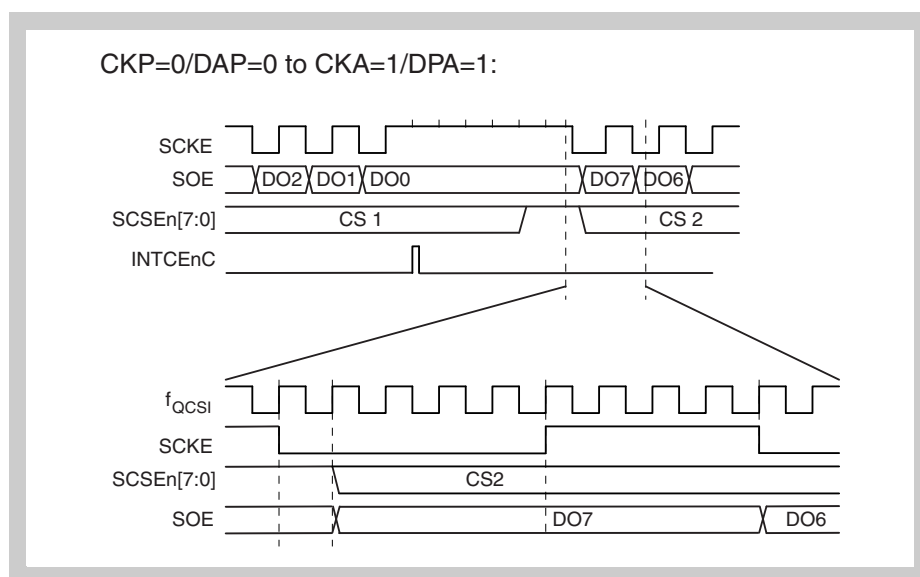 CKP=0/DAP=0 to CKA=1/DPA=1:
SCKE
SOE DO2 DO1 DO0 DO7 DO6
SCSEn[7:0] CS 1 CS 2
INTCEnC
fQCSI
SCKE
SCSEn[7:0] CS2
SOE DO7 DO6